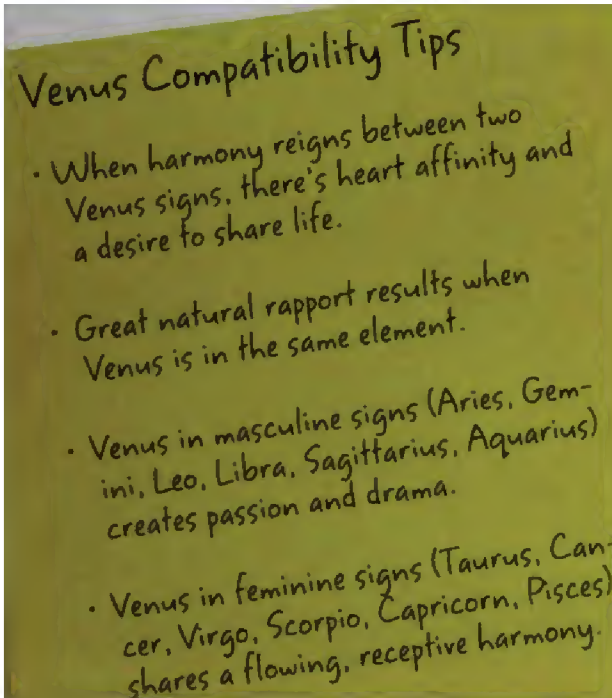 Venus Compatibility Tips
· When harmony reigns between two
Venus signs, there's heart affinity and
a desire to share life.
· Great natural rapport results when
Venus is in the same element.
· Venus in masculine signs (Aries, Gem-
ini, Leo, Libra, Sagittarius, Aquarius)
creates passion and drama.
· Venus in feminine signs (Taurus, Can-
cer, Virgo, Scorpio, Capricorn, Pisces)
shares a flowing, receptive harmony.